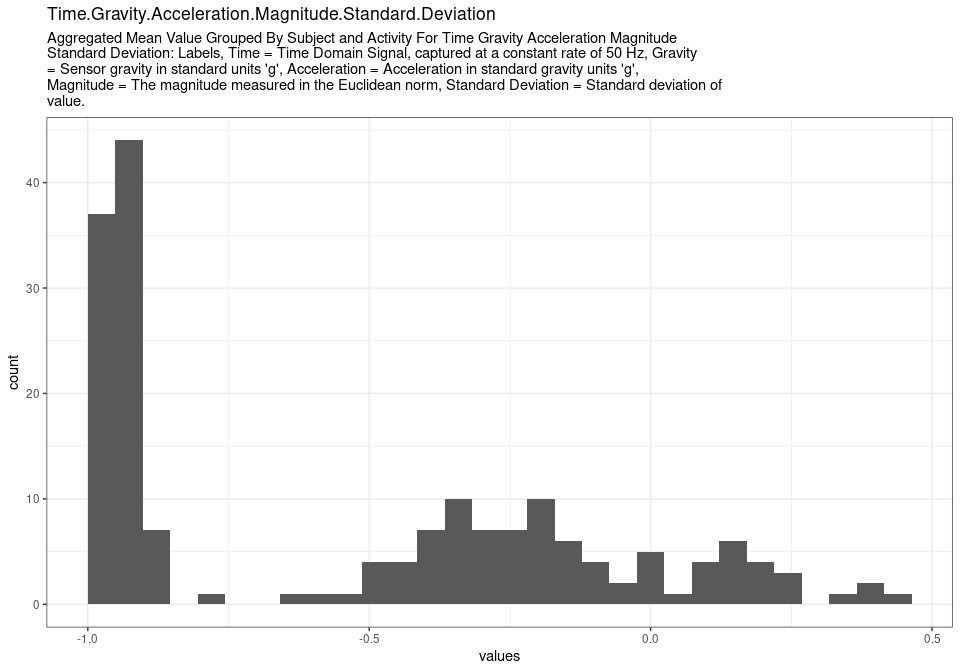 Time.Gravity.Acceleration.Magnitude.Standard.Deviation
Aggregated Mean Value Grouped By Subject and Activity For Time Gravity Acceleration Magnitude
Standard Deviation: Labels, Time = Time Domain Signal, captured at a constant rate of 50 Hz, Gravity
= Sensor gravity in standard units 'g', Acceleration = Acceleration in standard gravity units 'g',
Magnitude = The magnitude measured in the Euclidean norm, Standard Deviation = Standard deviation of
value.
40
30
20
10
0
count
-1.0
-0.5
0.0
0.5
values